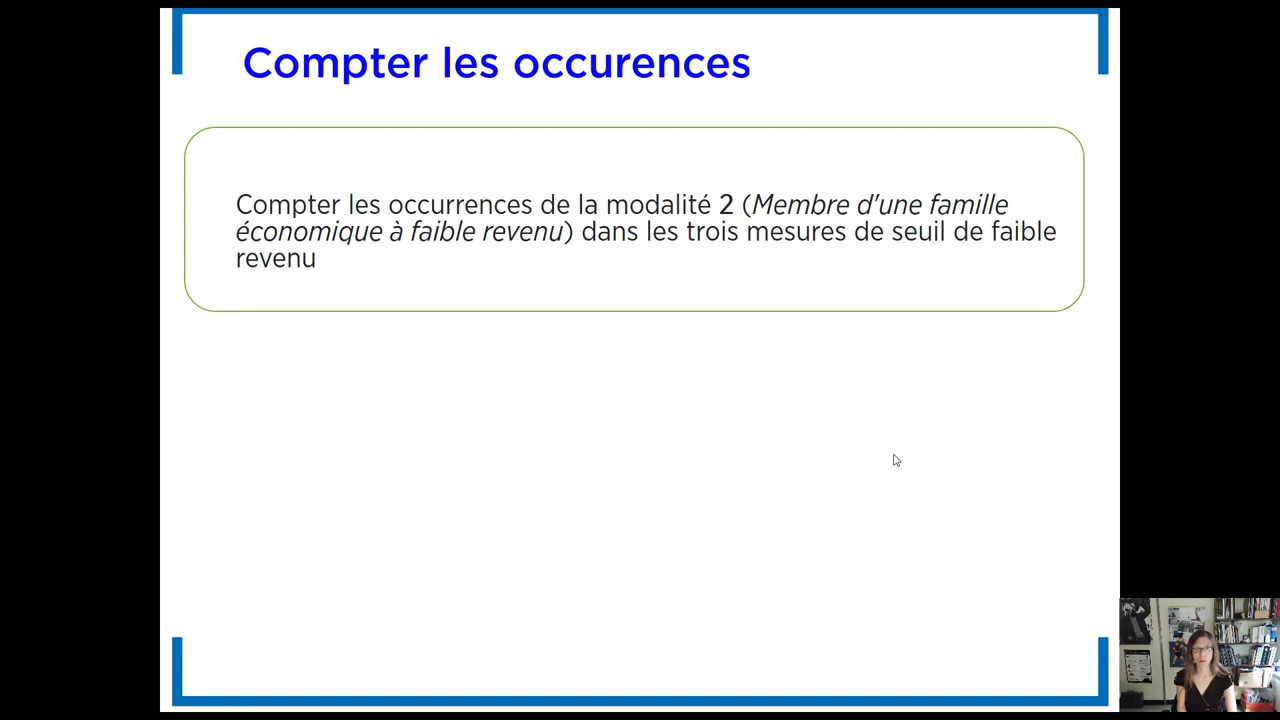 Compter les occurences
Compter les occurrences de la modalité 2 (Membre d'une famille
économique à faible revenu) dans les trois mesures de seuil de faible
revenu